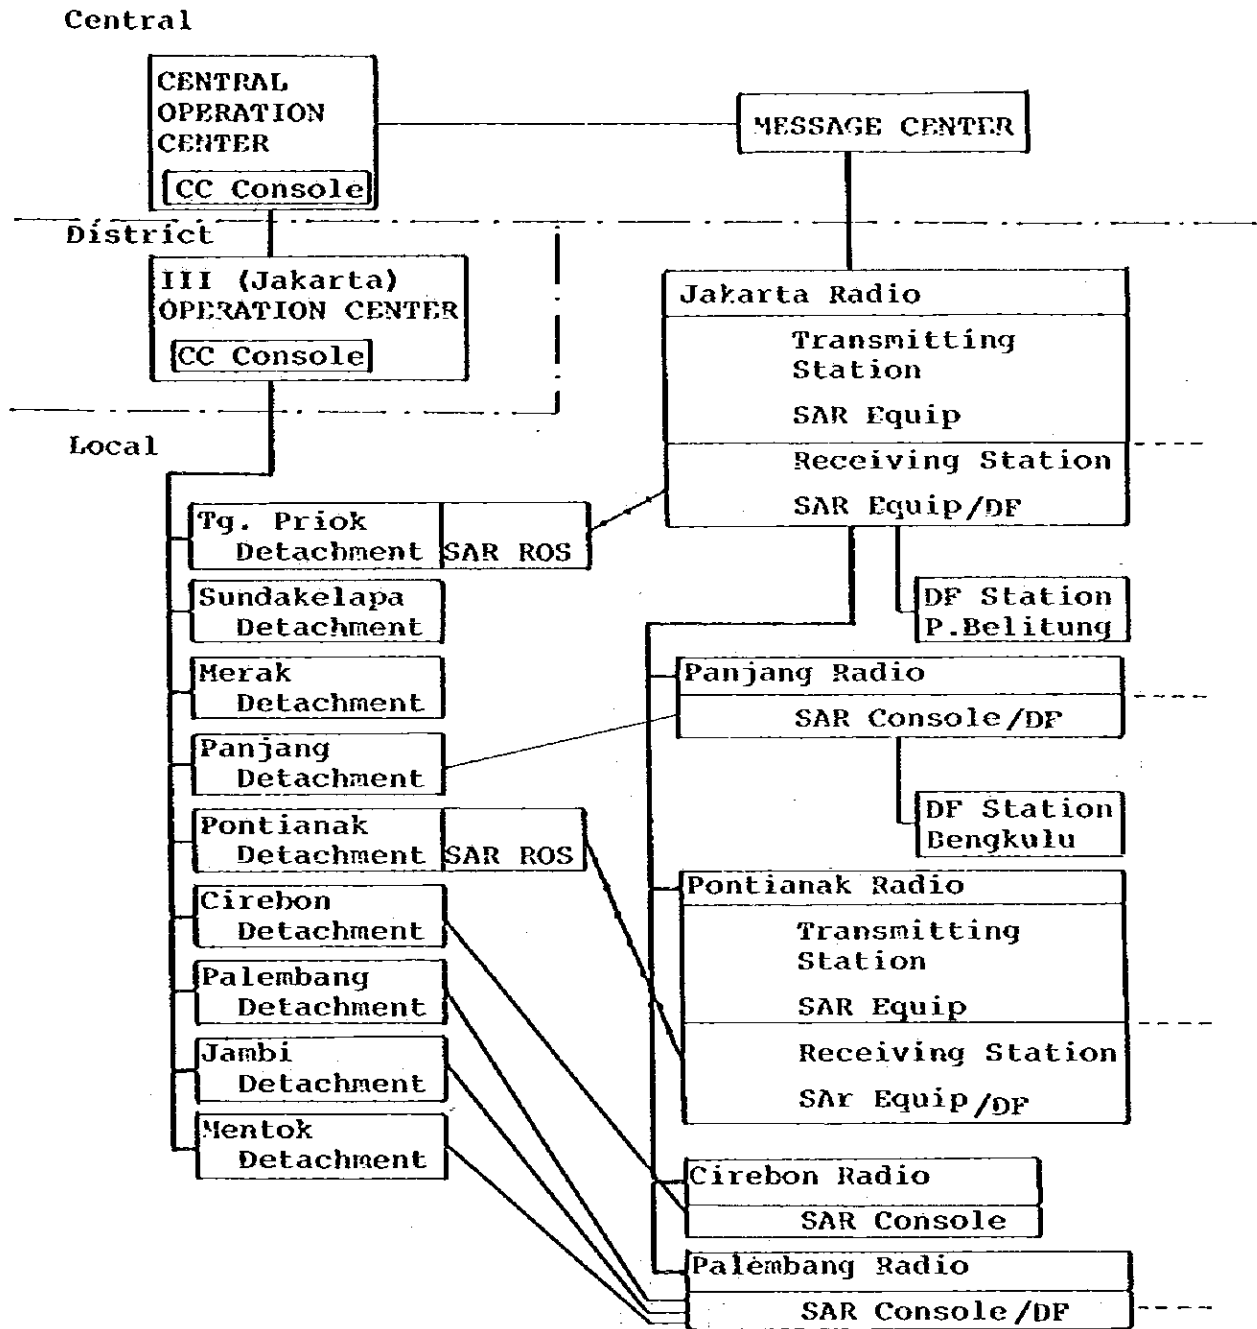 Central
CENTRAL
OPERATION
CENTER
CC Console
MESSAGE CENTER
District
III (Jakarta)
OPERATION CENTER
CC Console
Jakarta Radio
Transmitting
Station
SAR Equip
Receiving Station
SAR Equip/DF
Local
Tg. Priok
Detachment
SAR ROS
Sundakelapa
Detachment
Merak
Detachment
Panjang
Detachment
Pontianak
Detachment
SAR ROS
Cirebon
Detachment
Palembang
Detachment
Jambi
Detachment
Mentok
Detachment
DF Station
P.Belitung
Panjang Radio
SAR Console/DF
DF Station
Bengkulu
Pontianak Radio
Transmitting
Station
SAR Equip
Receiving Station
SAr Equip/DF
Cirebon Radio
SAR Console
Palembang Radio
SAR Console/DF